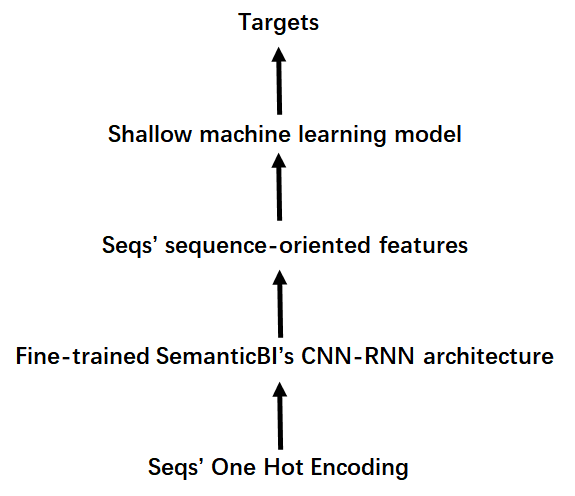 Targets
Shallow machine learning model
Seqs’ sequence-oriented features
Fine-trained SemanticBI’s CNN-RNN architecture
Seqs’ One Hot Encoding